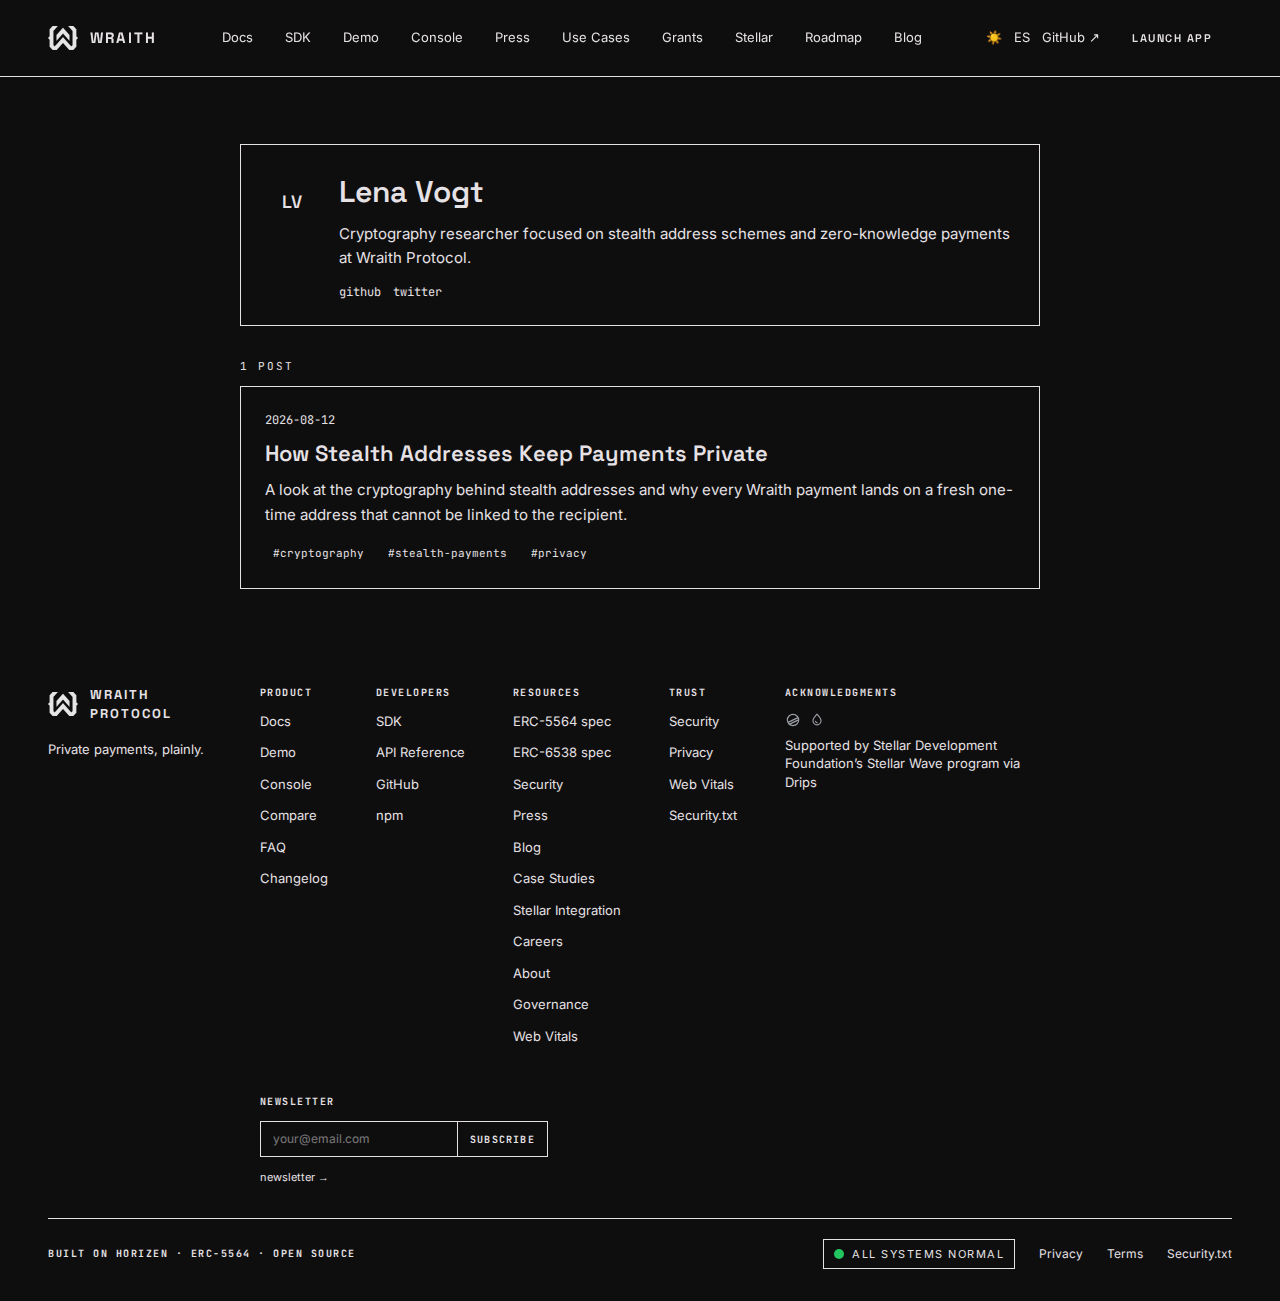 WRAITH
Docs SDK Demo Console Press Use Cases Grants Stellar Roadmap Blog
ES GitHub ↗ LAUNCH APP
LV
Lena Vogt
Cryptography researcher focused on stealth address schemes and zero-knowledge payments
at Wraith Protocol.
github twitter
1 POST
2026-08-12
How Stealth Addresses Keep Payments Private
A look at the cryptography behind stealth addresses and why every Wraith payment lands on a fresh one-
time address that cannot be linked to the recipient.
#cryptography #stealth-payments #privacy
WRAITH
PROTOCOL
Private payments, plainly.
PRODUCT
Docs
Demo
Console
Compare
FAQ
Changelog
DEVELOPERS
SDK
API Reference
GitHub
npm
RESOURCES
ERC-5564 spec
ERC-6538 spec
Security
Press
Blog
Case Studies
Stellar Integration
Careers
About
Governance
Web Vitals
TRUST
Security
Privacy
Web Vitals
Security.txt
ACKNOWLEDGMENTS
Supported by Stellar Development
Foundation’s Stellar Wave program via
Drips
NEWSLETTER
your@email.com SUBSCRIBE
newsletter →
BUILT ON HORIZEN · ERC-5564 · OPEN SOURCE
ALL SYSTEMS NORMAL Privacy Terms Security.txt